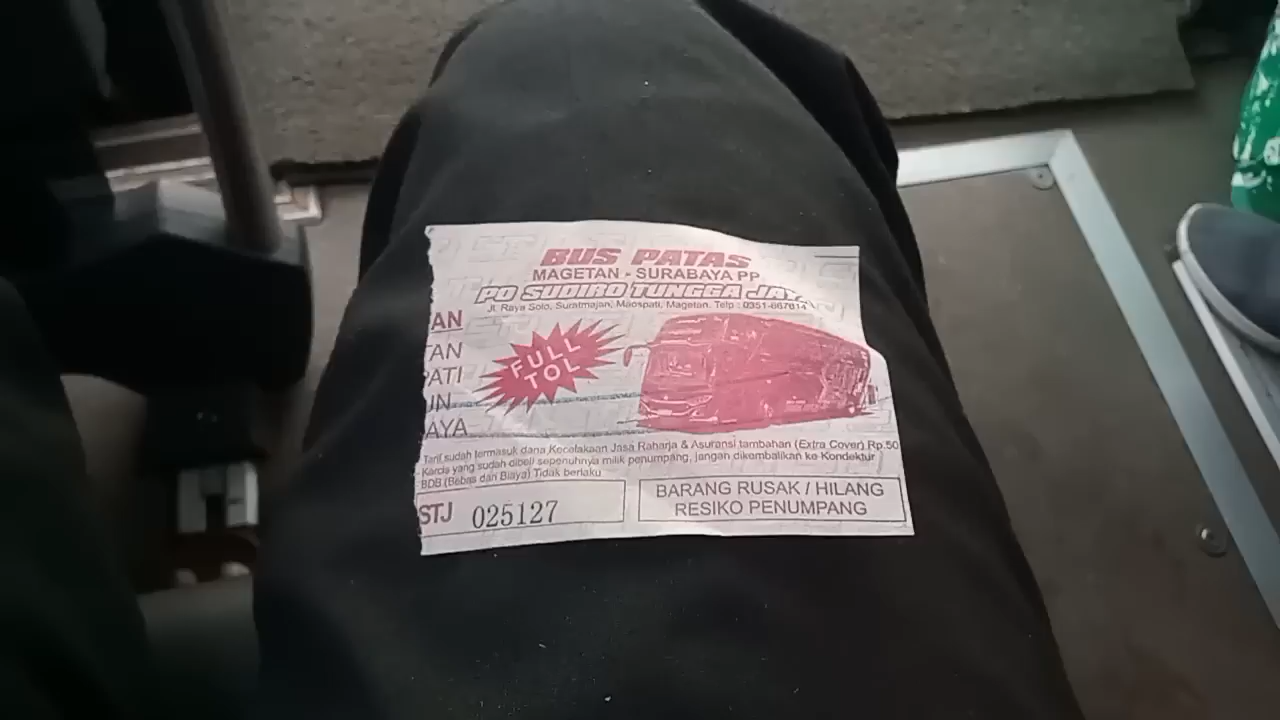 BUS PATAS
MAGETAN - SURABAYA PP
PO SUDIRO TUNGGA JAYA
Jl. Raya Solo, Suratmajan, Maospati, Magetan. Telp : 0351-867814
AN
TAN
ATI
IN
AYA
FULL
TOL
Tarif sudah termasuk dana Kecelakaan Jasa Raharja & Asuransi tambahan (Extra Cover) Rp.50
Karcis yang sudah dibeli sepenuhnya milik penumpang, jangan dikembalikan ke Kondektur
BDB (Bebas dan Biaya) Tidak berlaku
STJ 025127
BARANG RUSAK / HILANG
RESIKO PENUMPANG